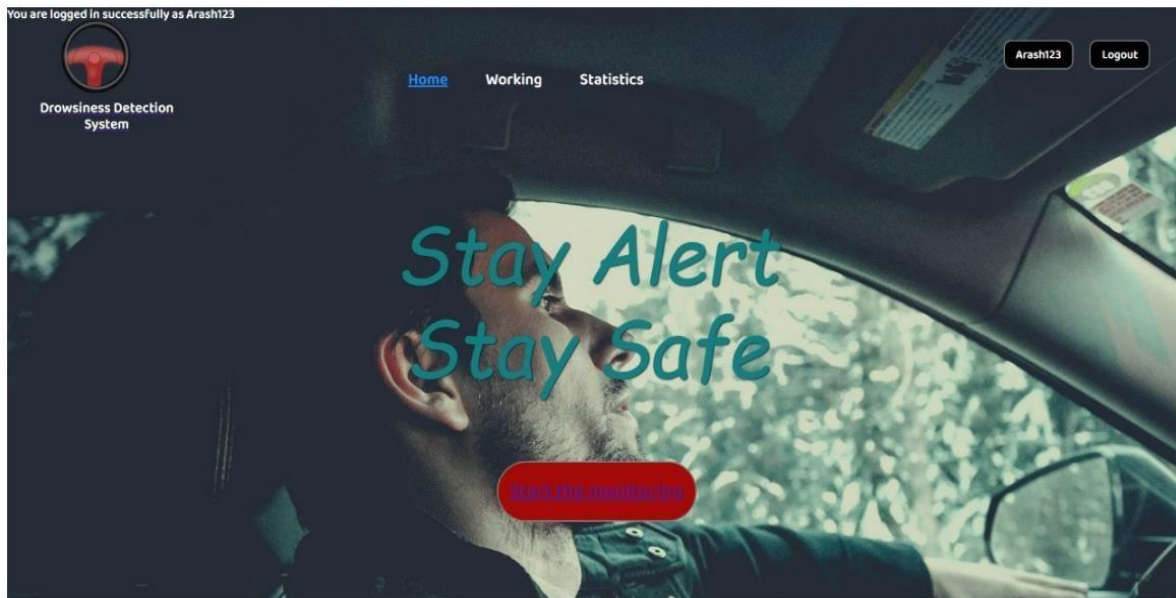 You are logged in successfully as Arash123
Arash123
Logout
Home
Working
Statistics
Drowsiness Detection
System
Stay Alert
Stay Safe
Start the monitoring